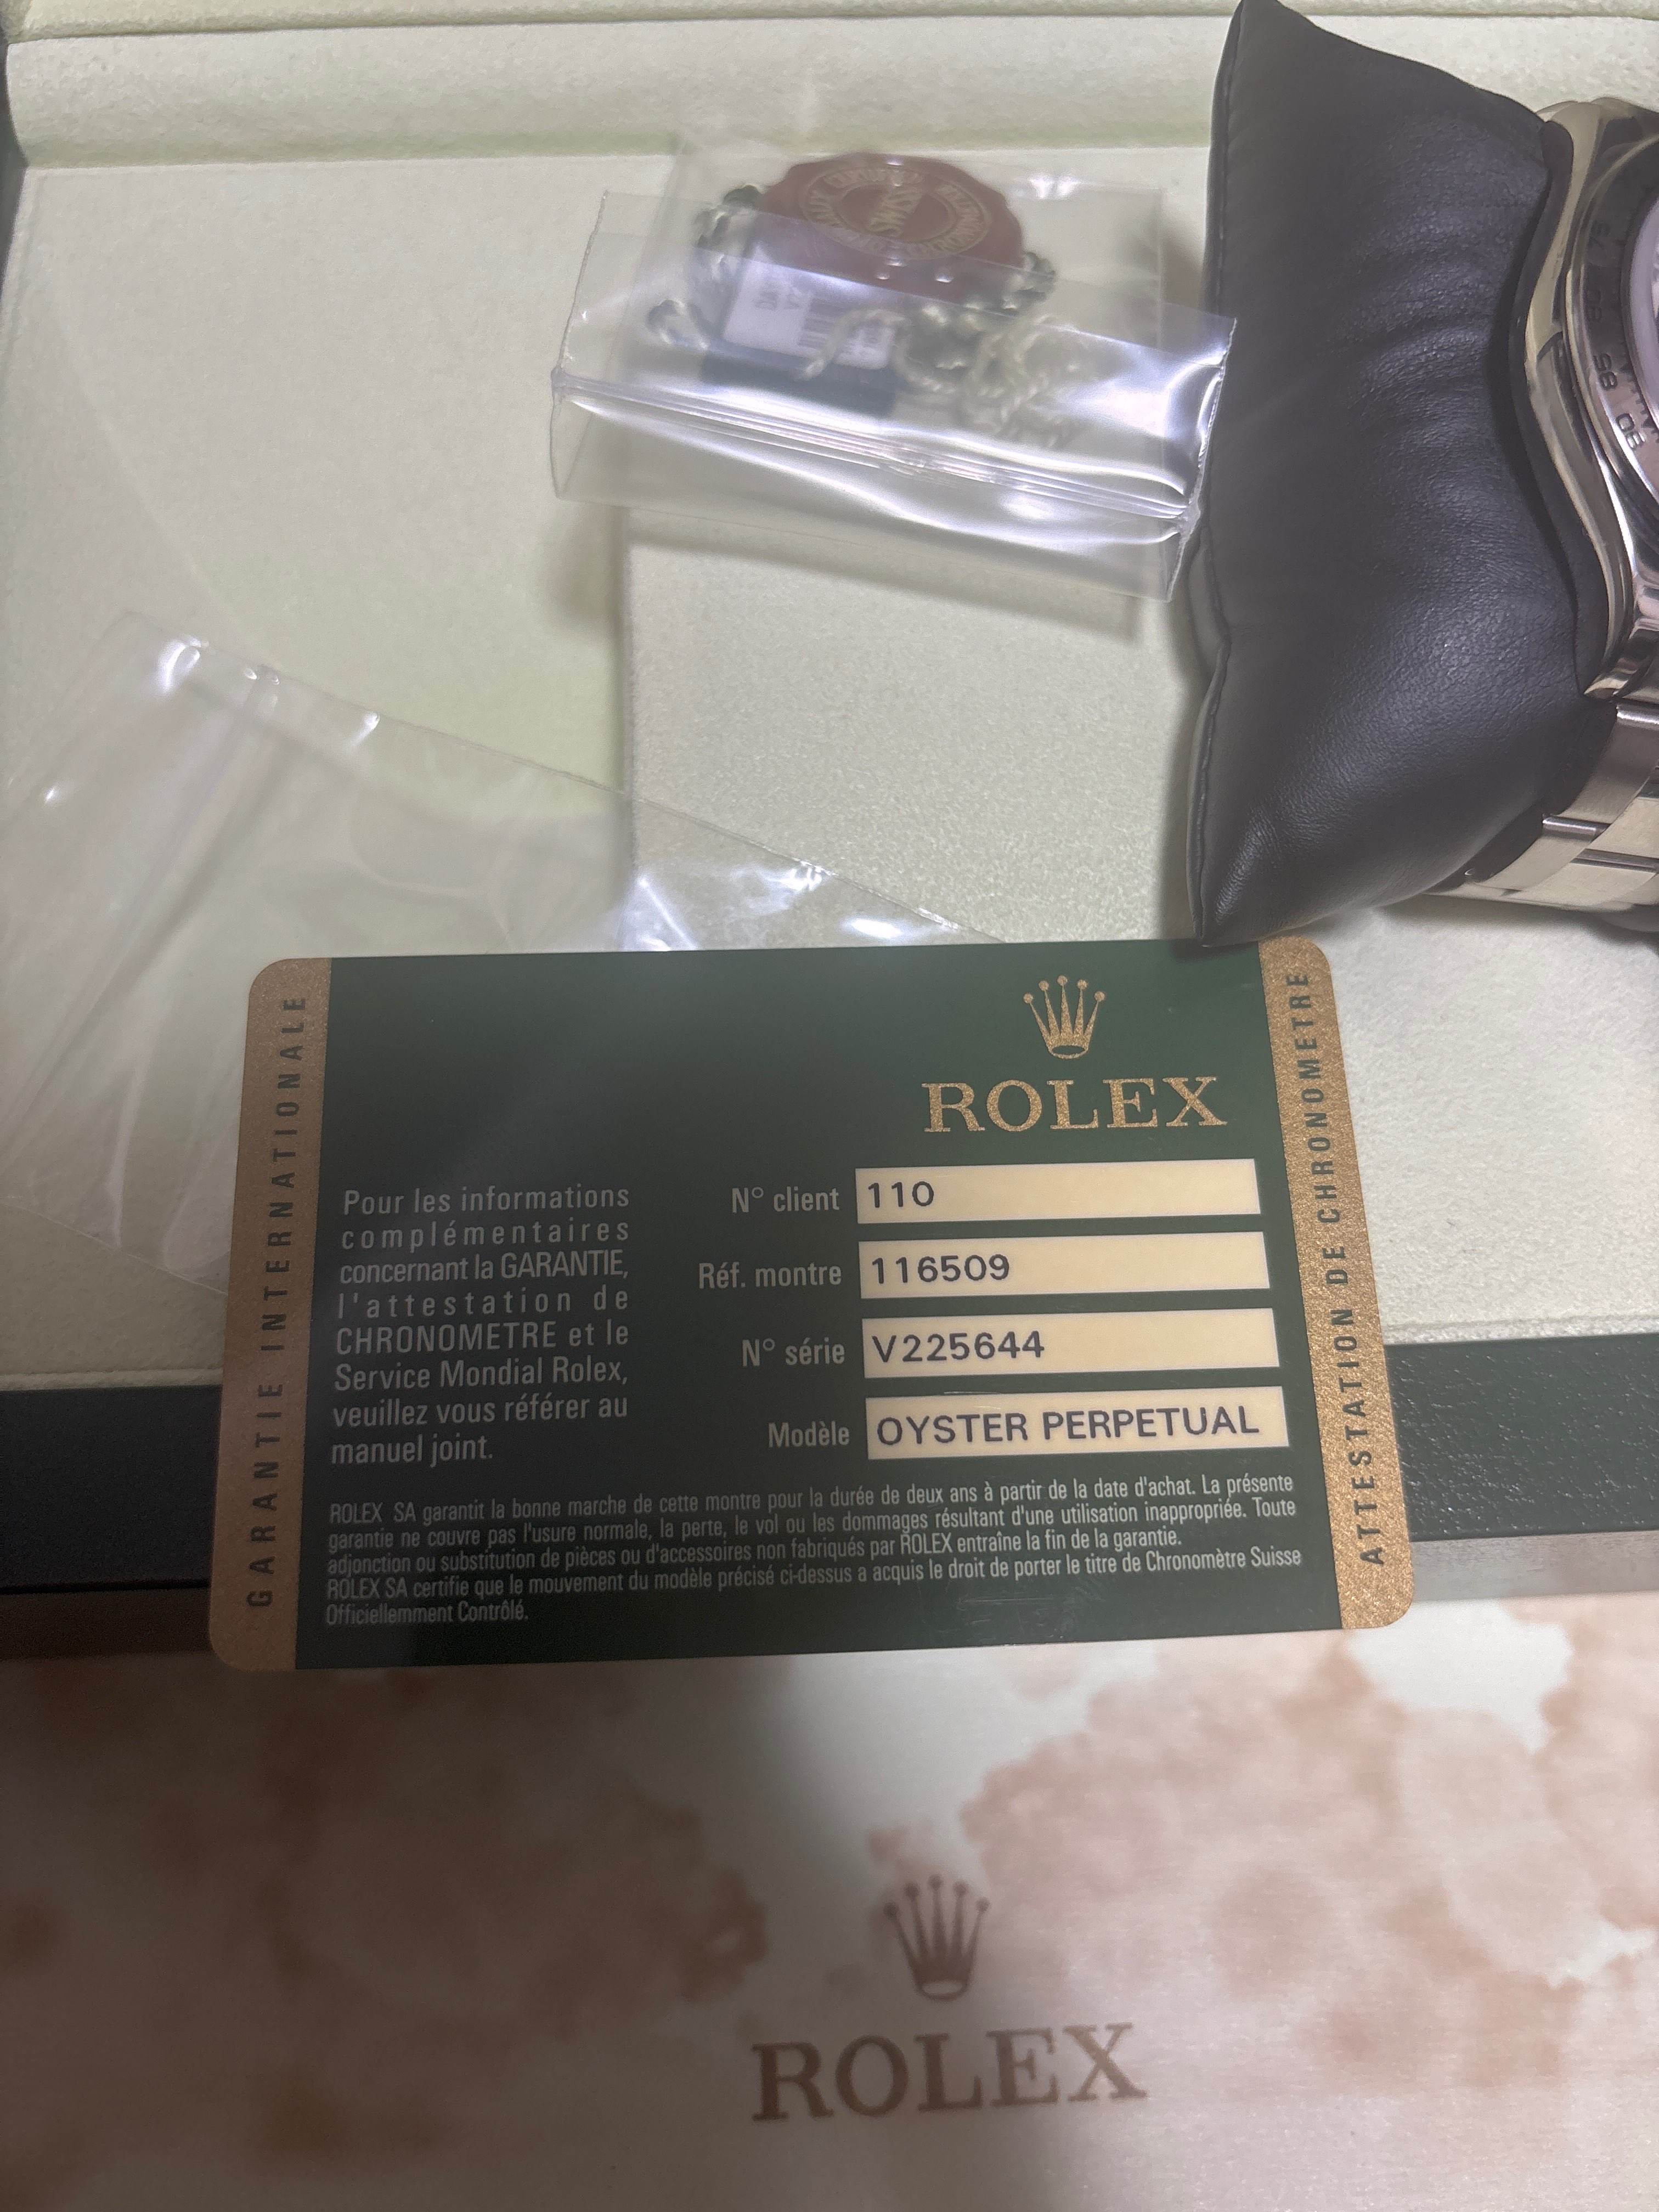 SWISS
85
80
GARANTIE INTERNATIONALE
ROLEX
ATTESTATION DE CHRONOMETRE
Pour les informations
complémentaires
concernant la GARANTIE,
l'attestation de
CHRONOMETRE et le
Service Mondial Rolex,
veuillez vous référer au
manuel joint.
N° client 110
Réf. montre 116509
N° série V225644
Modèle OYSTER PERPETUAL
ROLEX SA garantit la bonne marche de cette montre pour la durée de deux ans à partir de la date d'achat. La présente
garantie ne couvre pas l'usure normale, la perte, le vol ou les dommages résultant d'une utilisation inappropriée. Toute
adjonction ou substitution de pièces ou d'accessoires non fabriqués par ROLEX entraîne la fin de la garantie.
ROLEX SA certifie que le mouvement du modèle précisé ci-dessus a acquis le droit de porter le titre de Chronomètre Suisse
Officiellemment Contrôlé.
ROLEX